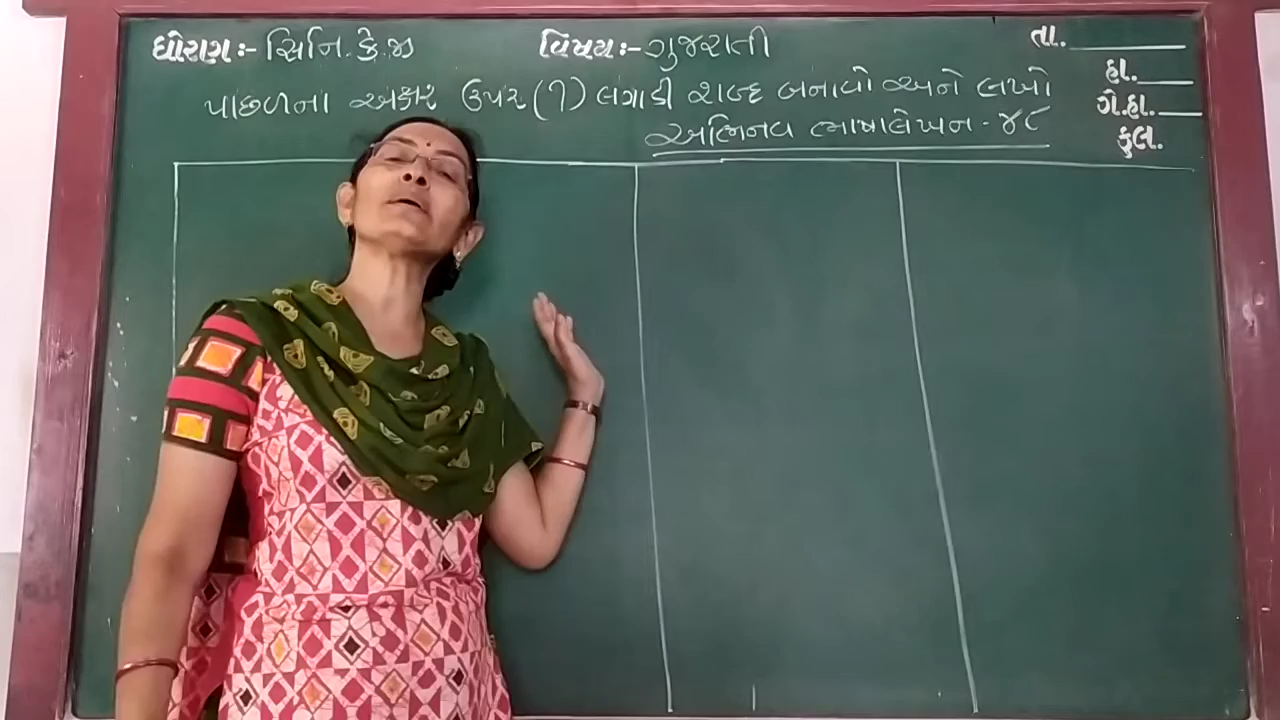 ધોરણ:- સિનિ. કે.જી વિષય:- ગુજરાતી તા.
હા.
પાછળના અક્ષર ઉપર (ી) લગાડી શબ્દ બનાવો અને લખો
ગે.હા.
અભિનવ ભાષાલેખન - ૪૮
કુલ.